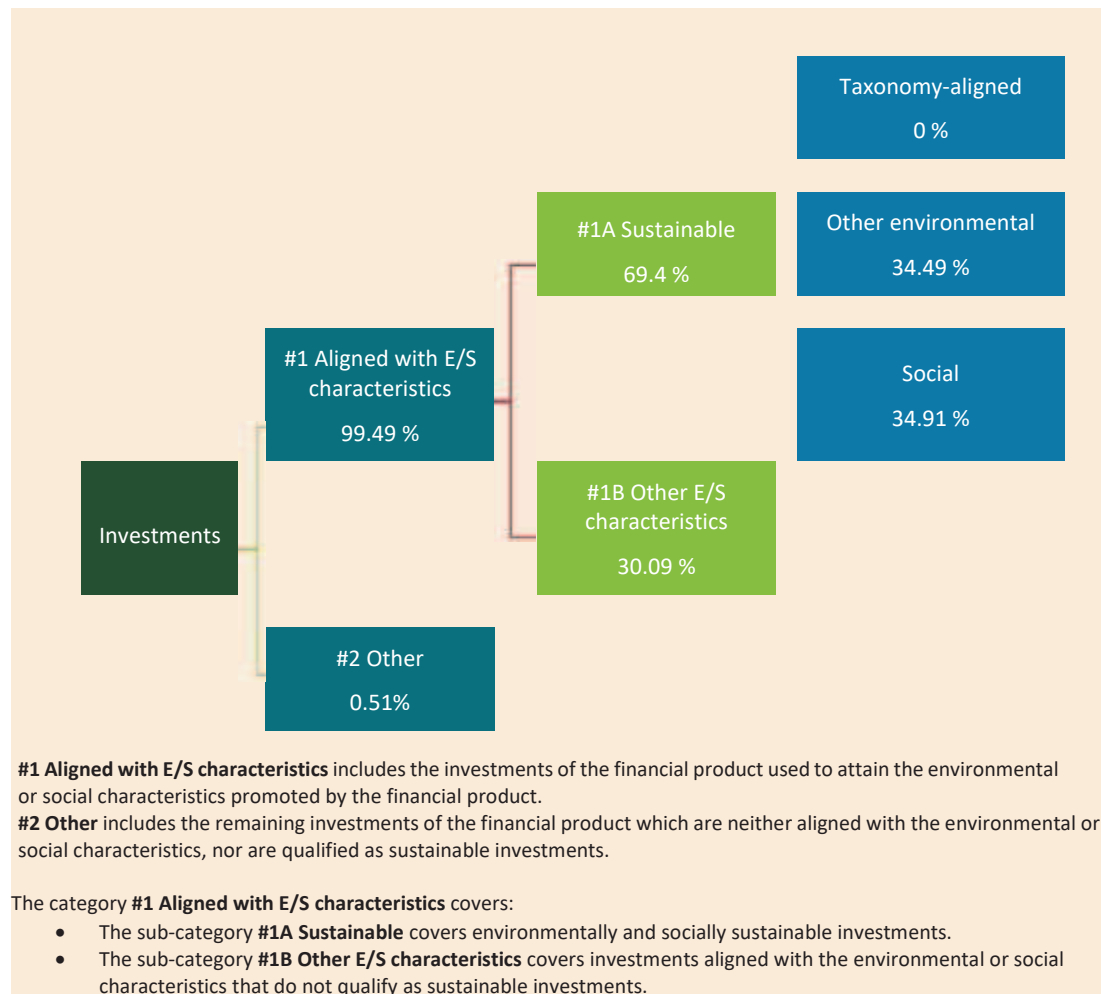 Taxonomy-aligned
0 %
#1A Sustainable
69.4 %
Other environmental
34.49 %
#1 Aligned with E/S
characteristics
99.49 %
Social
34.91 %
Investments
#1B Other E/S
characteristics
30.09 %
#2 Other
0.51%
#1 Aligned with E/S characteristics includes the investments of the financial product used to attain the environmental
or social characteristics promoted by the financial product.
#2 Other includes the remaining investments of the financial product which are neither aligned with the environmental or
social characteristics, nor are qualified as sustainable investments.
The category #1 Aligned with E/S characteristics covers:
• The sub-category #1A Sustainable covers environmentally and socially sustainable investments.
• The sub-category #1B Other E/S characteristics covers investments aligned with the environmental or social
characteristics that do not qualify as sustainable investments.